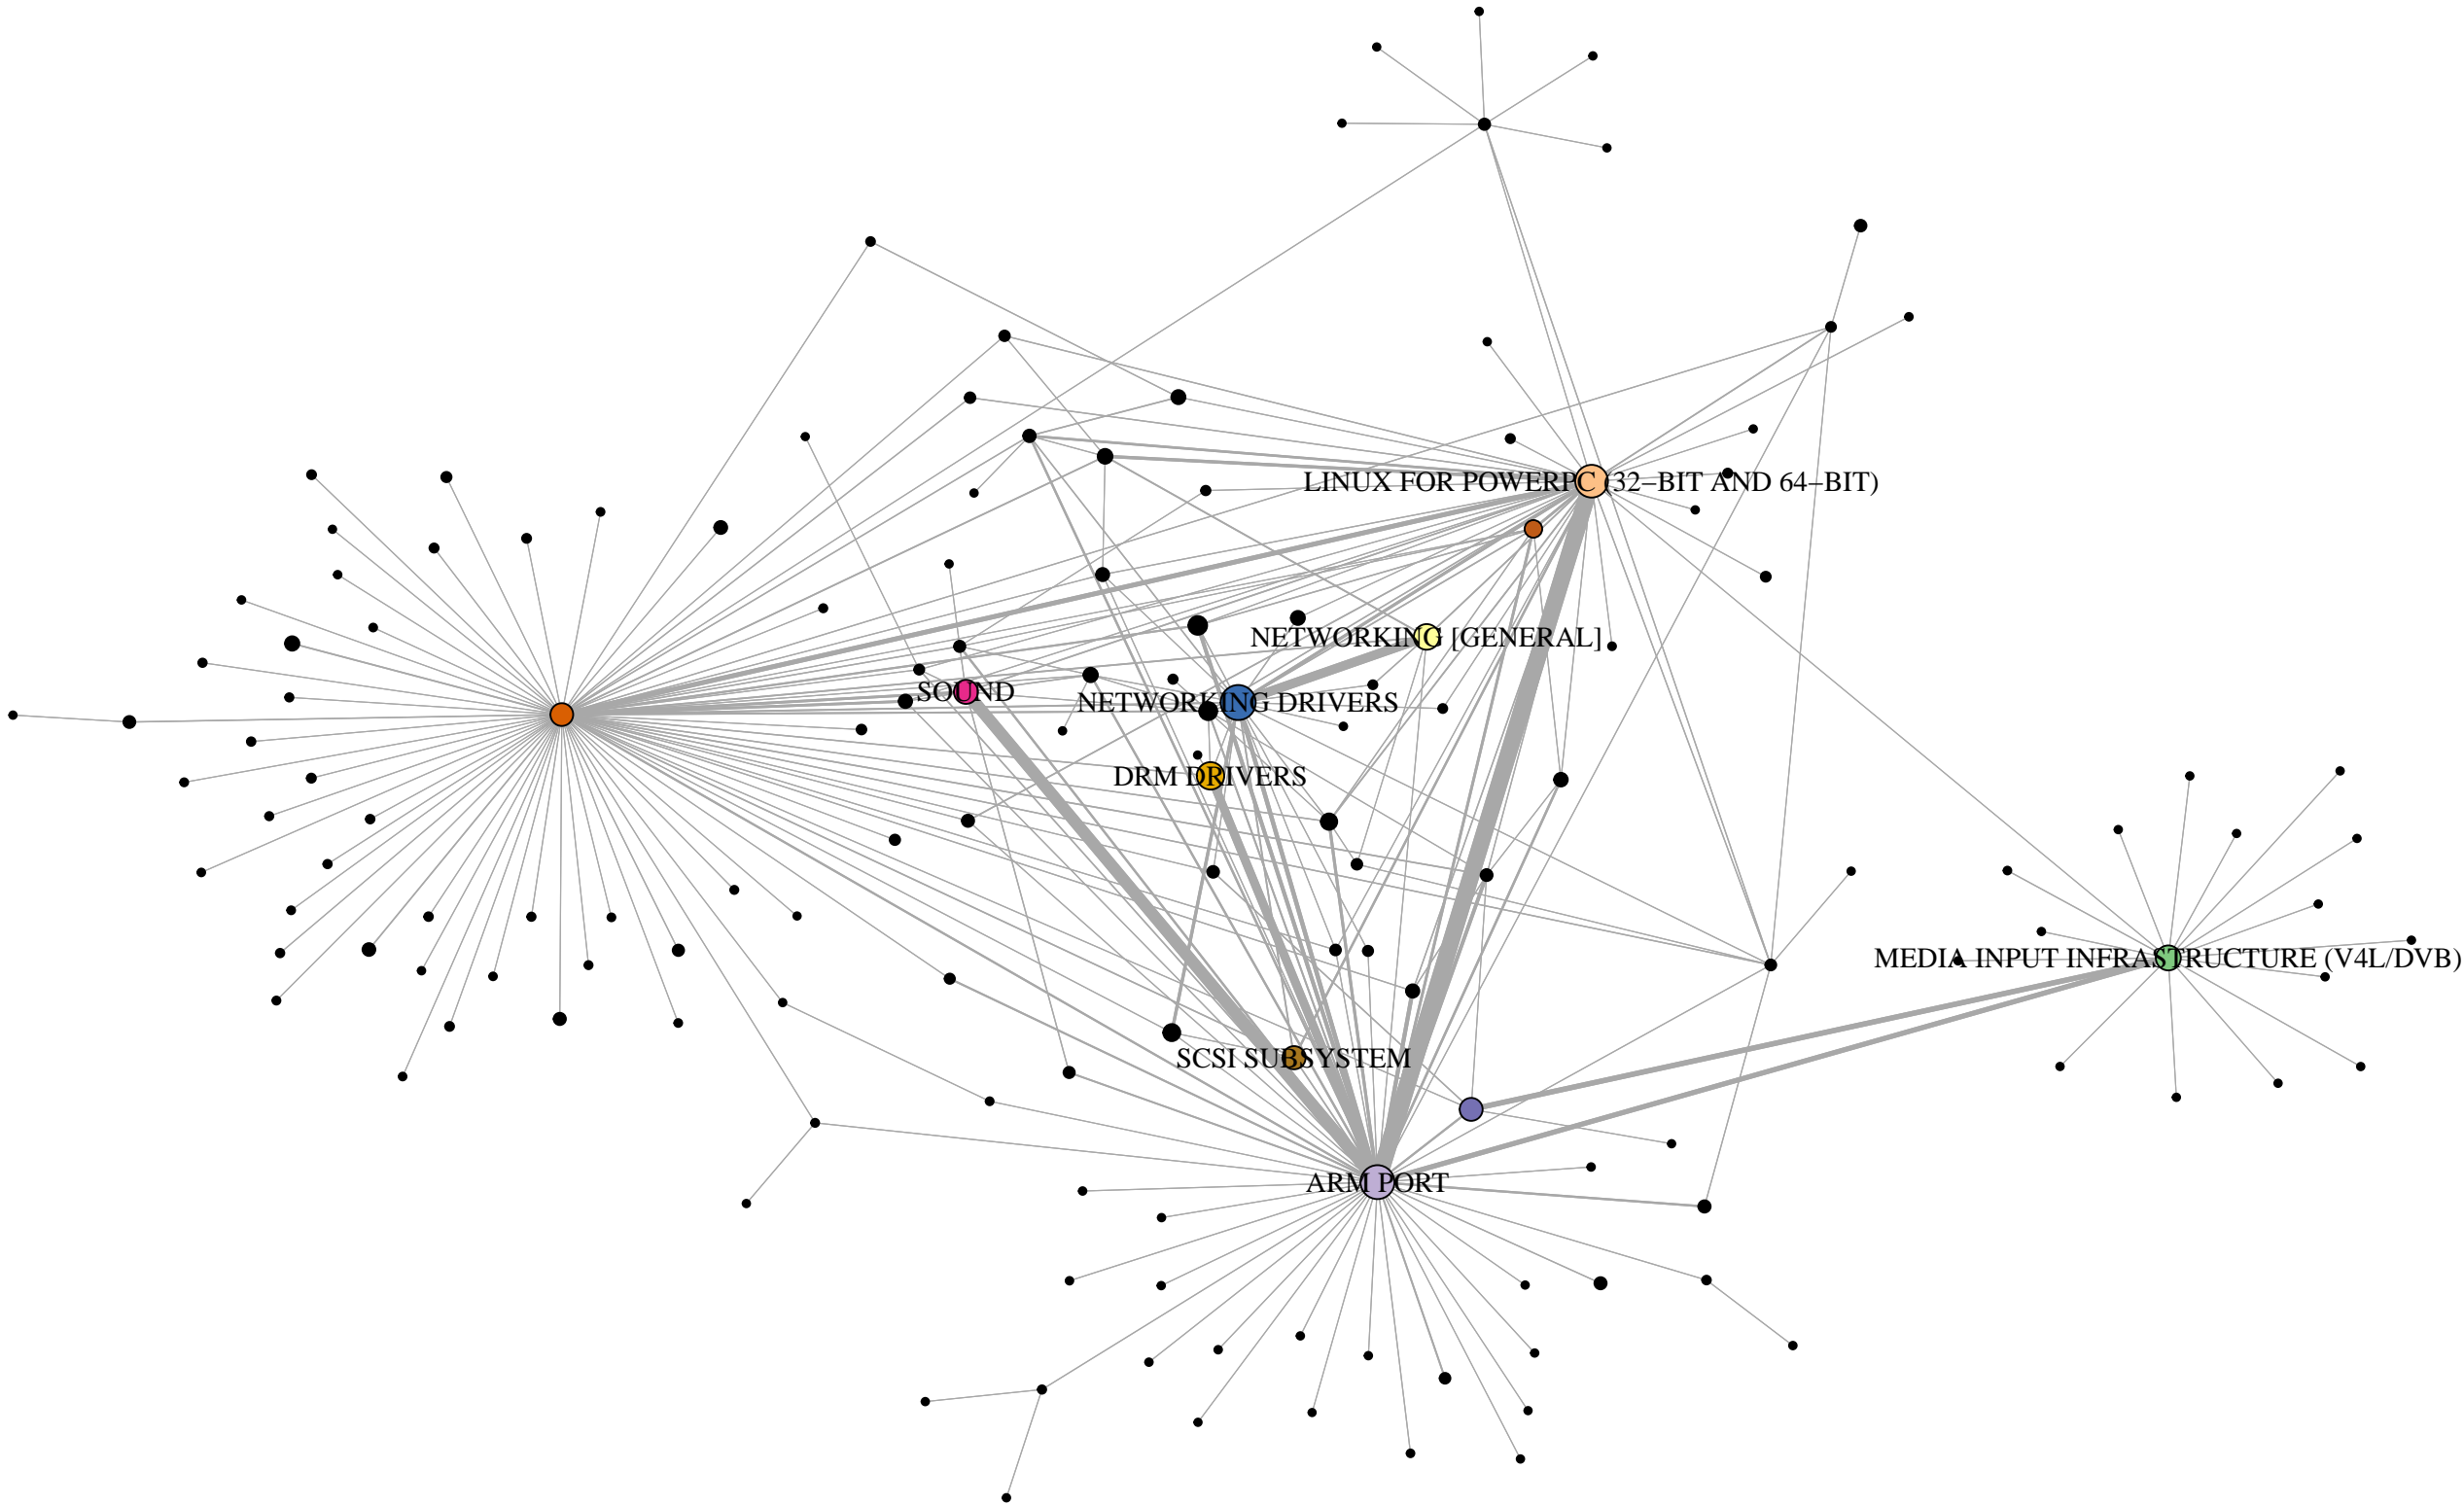 LINUX FOR POWERPC (32−BIT AND 64−BIT)
NETWORKING [GENERAL]
SOUND
NETWORKING DRIVERS
DRM DRIVERS
MEDIA INPUT INFRASTRUCTURE (V4L/DVB)
SCSI SUBSYSTEM
ARM PORT